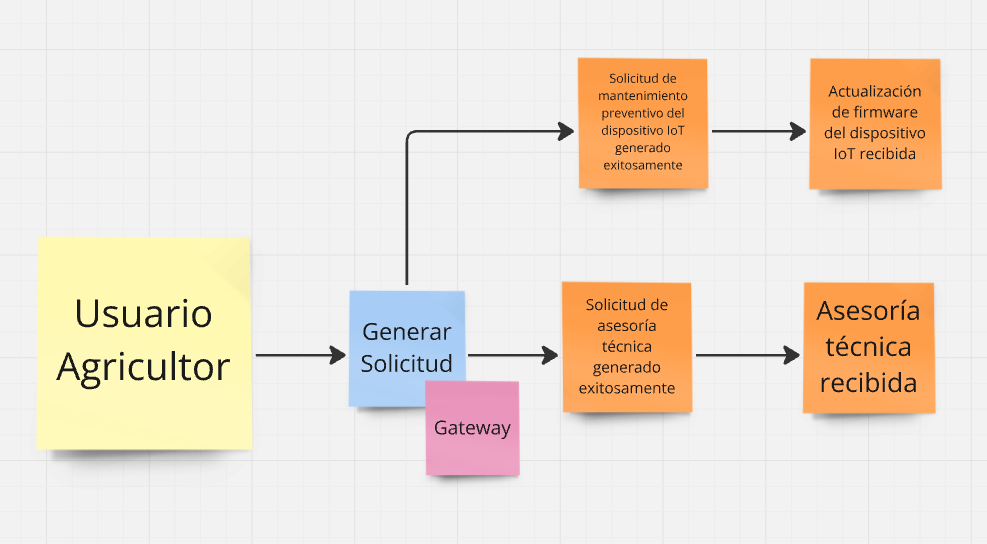 Solicitud de
mantenimiento
preventivo del
dispositivo IoT
generado
exitosamente
Actualización
de firmware
del dispositivo
IoT recibida
Usuario
Agricultor
Generar
Solicitud
Gateway
Solicitud de
asesoría
técnica
generado
exitosamente
Asesoría
técnica
recibida